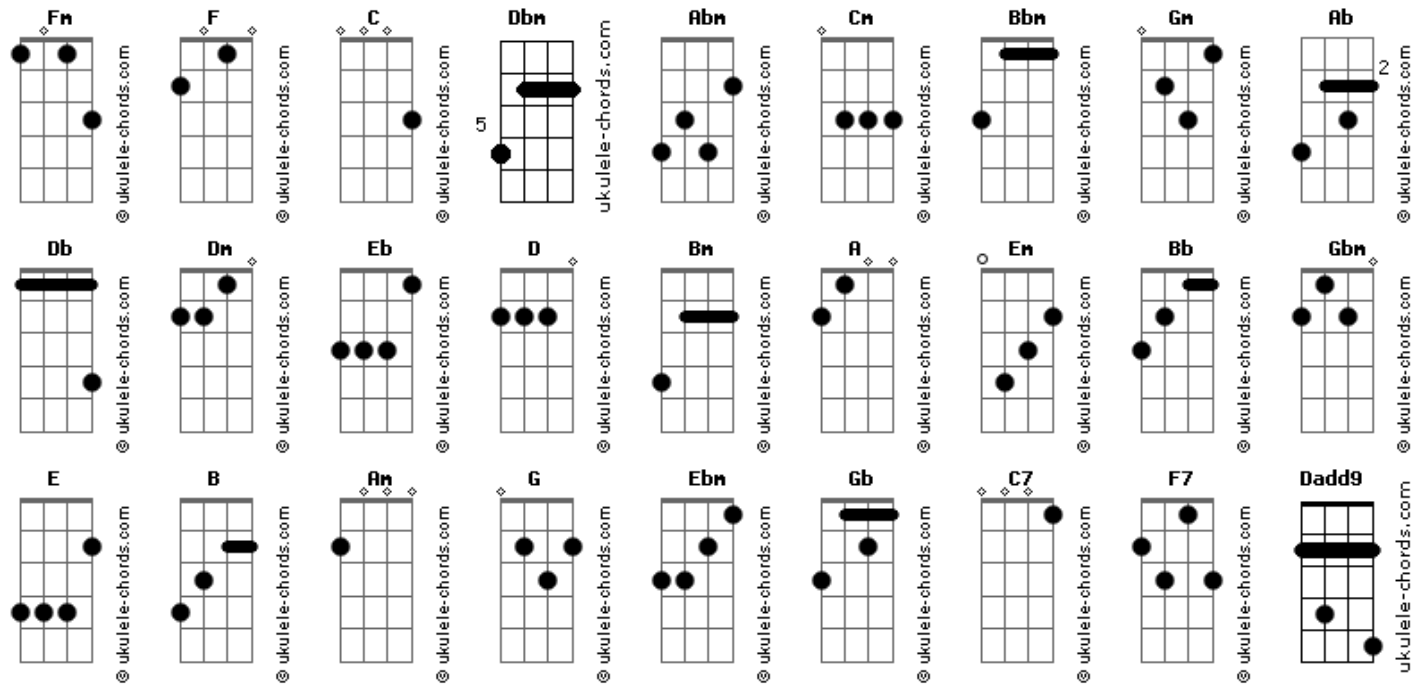 Fm F C Dbm Abm Cm Bbm Gm Ab
5 2
© ukulele-chords.com © ukulele-chords.com © ukulele-chords.com ukulele-chords.com © ukulele-chords.com © ukulele-chords.com © ukulele-chords.com © ukulele-chords.com © ukulele-chords.com
Db Dm Eb D Bm A Em Bb Gbm
© ukulele-chords.com © ukulele-chords.com © ukulele-chords.com © ukulele-chords.com © ukulele-chords.com © ukulele-chords.com © ukulele-chords.com © ukulele-chords.com © ukulele-chords.com
E B Am G Ebm Gb C7 F7 Dadd9
© ukulele-chords.com © ukulele-chords.com © ukulele-chords.com © ukulele-chords.com © ukulele-chords.com © ukulele-chords.com © ukulele-chords.com © ukulele-chords.com ukulele-chords.com